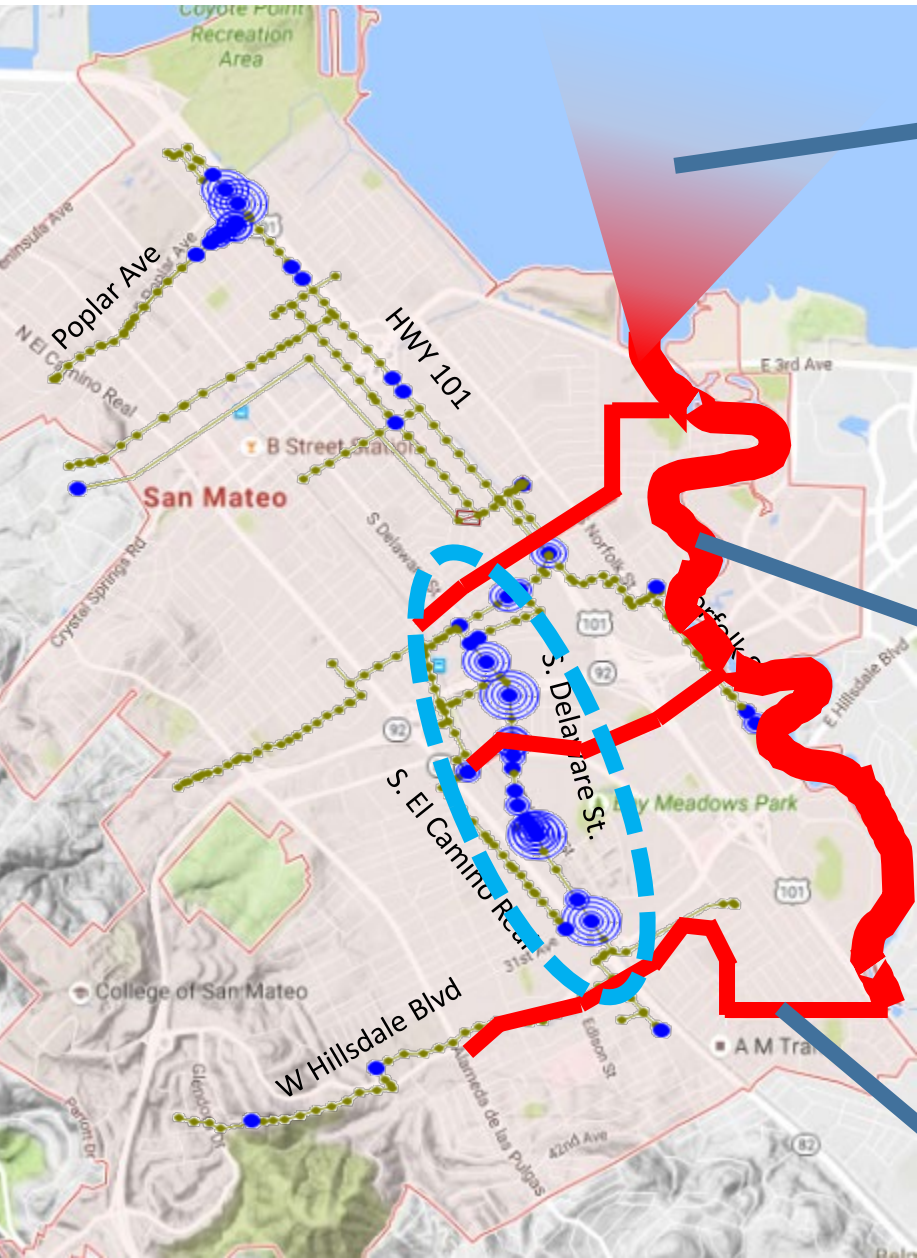 Coyote Point
Recreation
Area
Poplar Ave
N El Camino Real
HWY 101
E 3rd Ave
B Street Station
San Mateo
S Delaware St
Norfolk St
Crystal Springs Rd
101
92
E Hillsdale Blvd
S. Delaware St.
92
S. El Camino Real
Bay Meadows Park
101
31st Ave
College of San Mateo
W Hillsdale Blvd
Edison St
A M Tra
Alameda de las Pulgas
42nd Ave
82